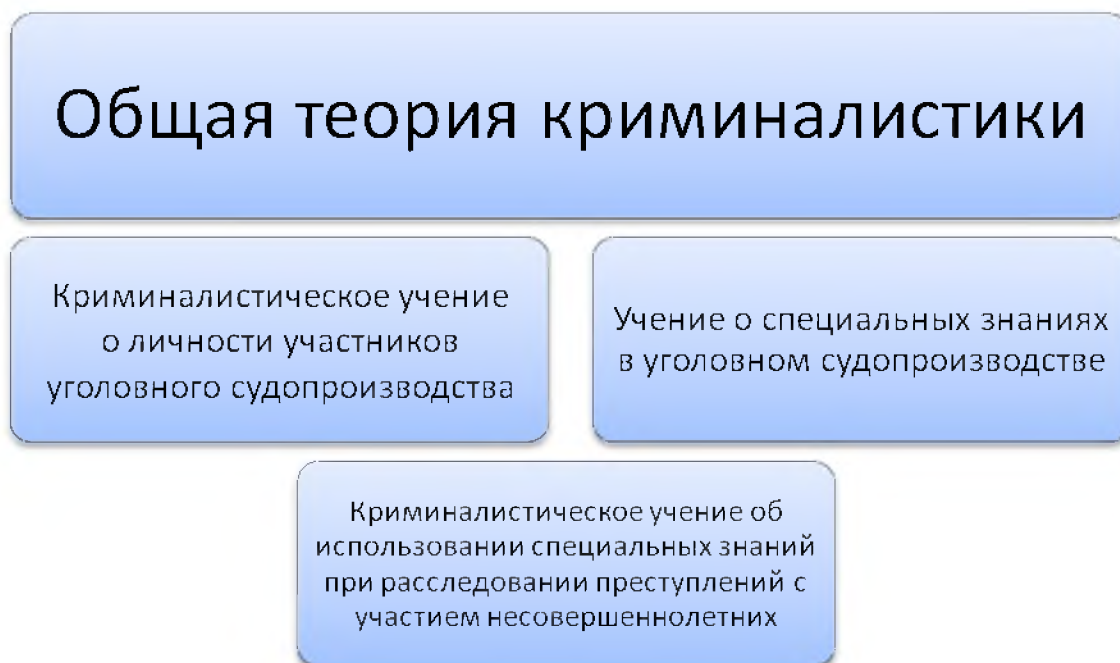 Общая теория криминалистики
Криминалистическое учение
о личности участников
уголовного судопроизводства
Учение о специальных знаниях
в уголовном судопроизводстве
Криминалистическое учение об
использовании специальных знаний
при расследовании преступлений с
участием несовершеннолетних